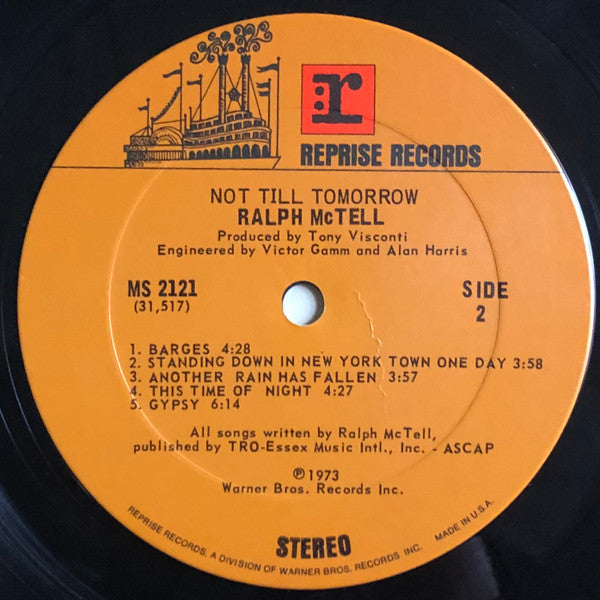 r
REPRISE RECORDS
NOT TILL TOMORROW
RALPH McTELL
Produced by Tony Visconti
Engineered by Victor Gamm and Alan Harris
MS 2121
(31,517)
SIDE
2
1. BARGES 4:28
2. STANDING DOWN IN NEW YORK TOWN ONE DAY 3:58
3. ANOTHER RAIN HAS FALLEN 3:57
4. THIS TIME OF NIGHT 4:27
5. GYPSY 6:14
All songs written by Ralph McTell,
published by TRO-Essex Music Intl., Inc. - ASCAP
℗1973
Warner Bros. Records Inc.
STEREO
REPRISE RECORDS, A DIVISION OF WARNER BROS. RECORDS INC. MADE IN U.S.A.